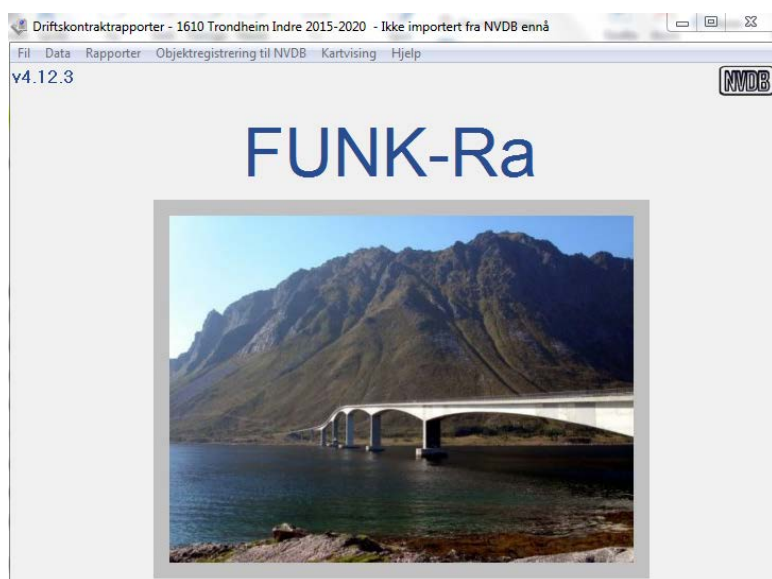 Driftskontraktrapporter - 1610 Trondheim Indre 2015-2020 - Ikke importert fra NVDB ennå
Fil Data Rapporter Objektregistrering til NVDB Kartvising Hjelp
v4.12.3
NVDB
FUNK-Ra